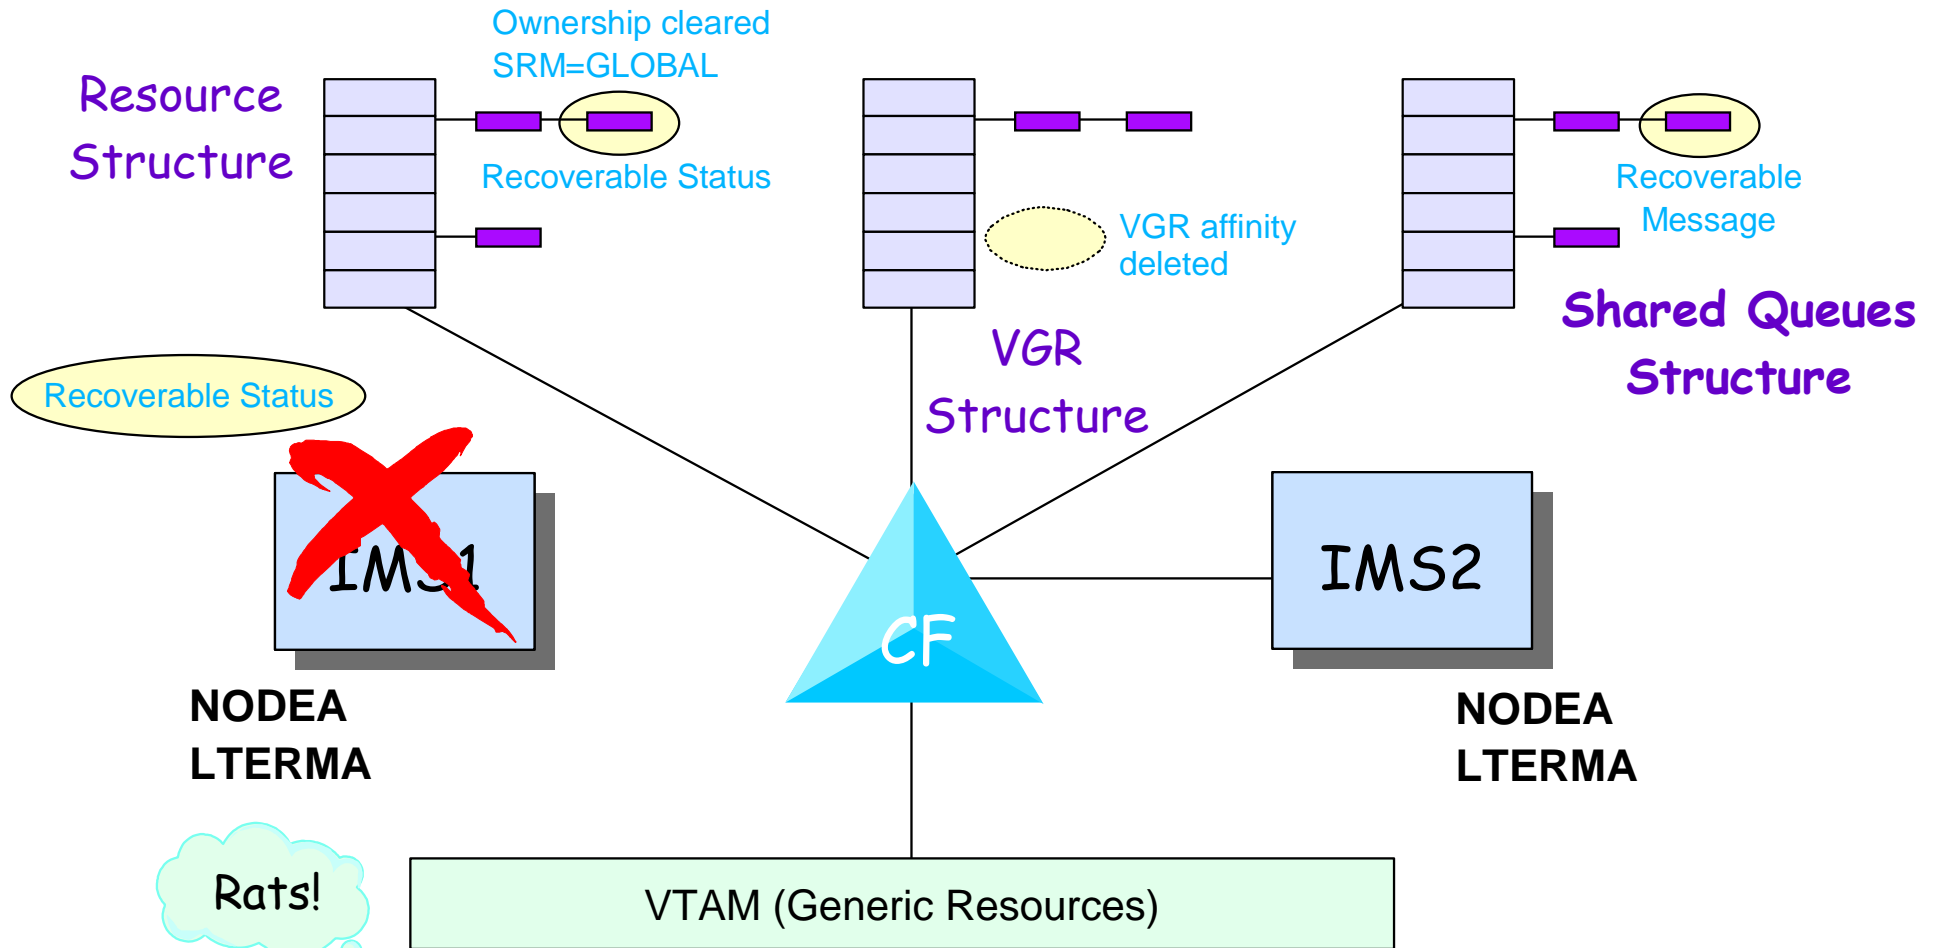 Ownership cleared
SRM=GLOBAL
Resource
Structure
Recoverable Status
VGR affinity
deleted
Recoverable
Message
VGR
Structure
Shared Queues
Structure
Recoverable Status
IMS1
IMS2
CF
NODEA
LTERMA
NODEA
LTERMA
Rats!
VTAM (Generic Resources)